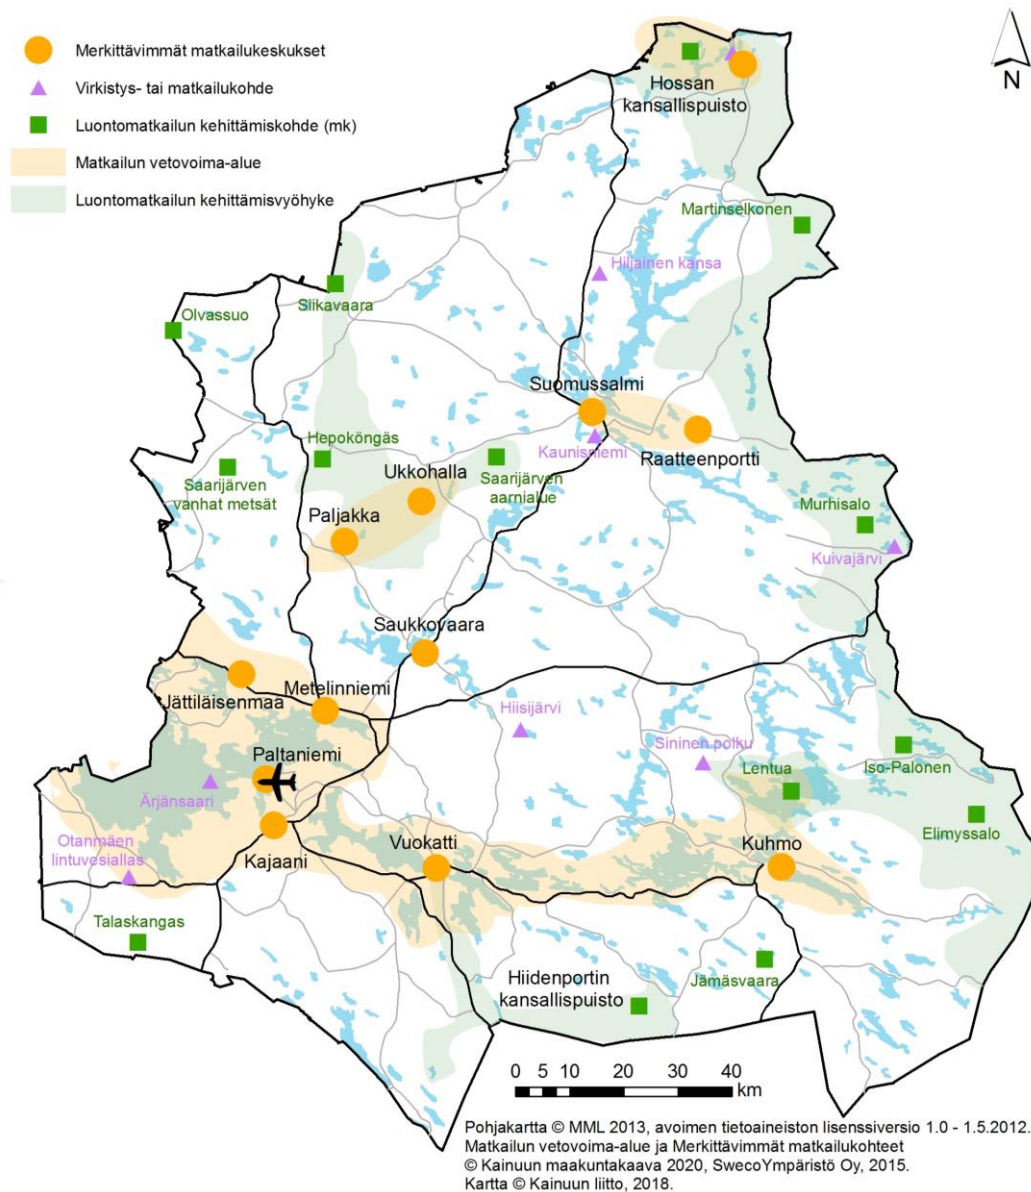 Merkittävimmät matkailukeskukset
Virkistys- tai matkailukohde
Luontomatkailun kehittämiskohde (mk)
Matkailun vetovoima-alue
Luontomatkailun kehittämisvyöhyke
N
Hossan
kansallispuisto
Martinselkonen
Hiljainen kansa
Siikavaara
Olvassuo
Suomussalmi
Raatteenportti
Kaunisniemi
Hepoköngäs
Ukkohalla
Saarijärven
aarnialue
Saarijärven
vanhat metsät
Paljakka
Murhisalo
Kuivajärvi
Saukkovaara
Jättiläisenmaa
Metelinniemi
Hiisijärvi
Sininen polku
Lentua
Iso-Palonen
Paltaniemi
Ärjänsaari
Elimyssalo
Otanmäen
lintuvesiallas
Kajaani
Vuokatti
Kuhmo
Talaskangas
Hiidenportin
kansallispuisto
Jämäsvaara
0 5 10 20 30 40
km
Pohjakartta © MML 2013, avoimen tietoaineiston lisenssiversio 1.0 - 1.5.2012.
Matkailun vetovoima-alue ja Merkittävimmät matkailukohteet
© Kainuun maakuntakaava 2020, SwecoYmpäristö Oy, 2015.
Kartta © Kainuun liitto, 2018.